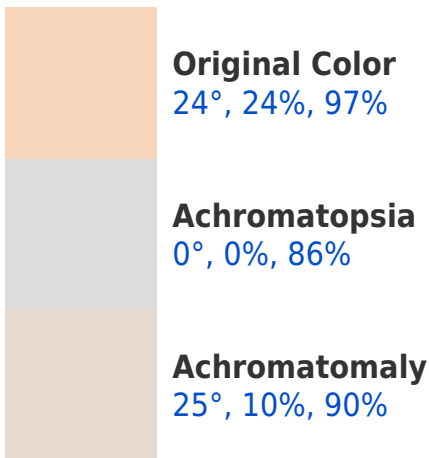 Original Color
24°, 24%, 97%
Achromatopsia
0°, 0%, 86%
Achromatomaly
25°, 10%, 90%